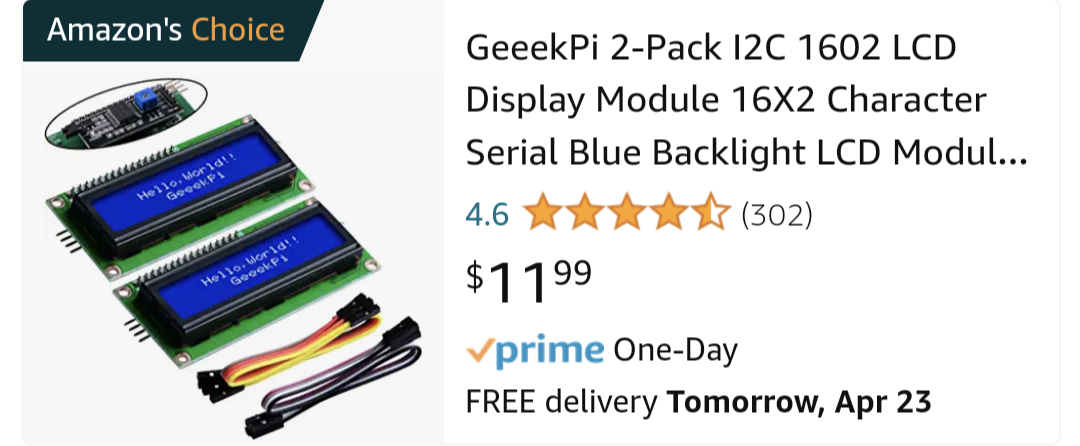 Amazon's Choice
Hello, World!!
GeeekPi
Hello, World!!
GeeekPi
GeeekPi 2-Pack I2C 1602 LCD
Display Module 16X2 Character
Serial Blue Backlight LCD Modul...
4.6 (302)
$11 99
prime One-Day
FREE delivery Tomorrow, Apr 23